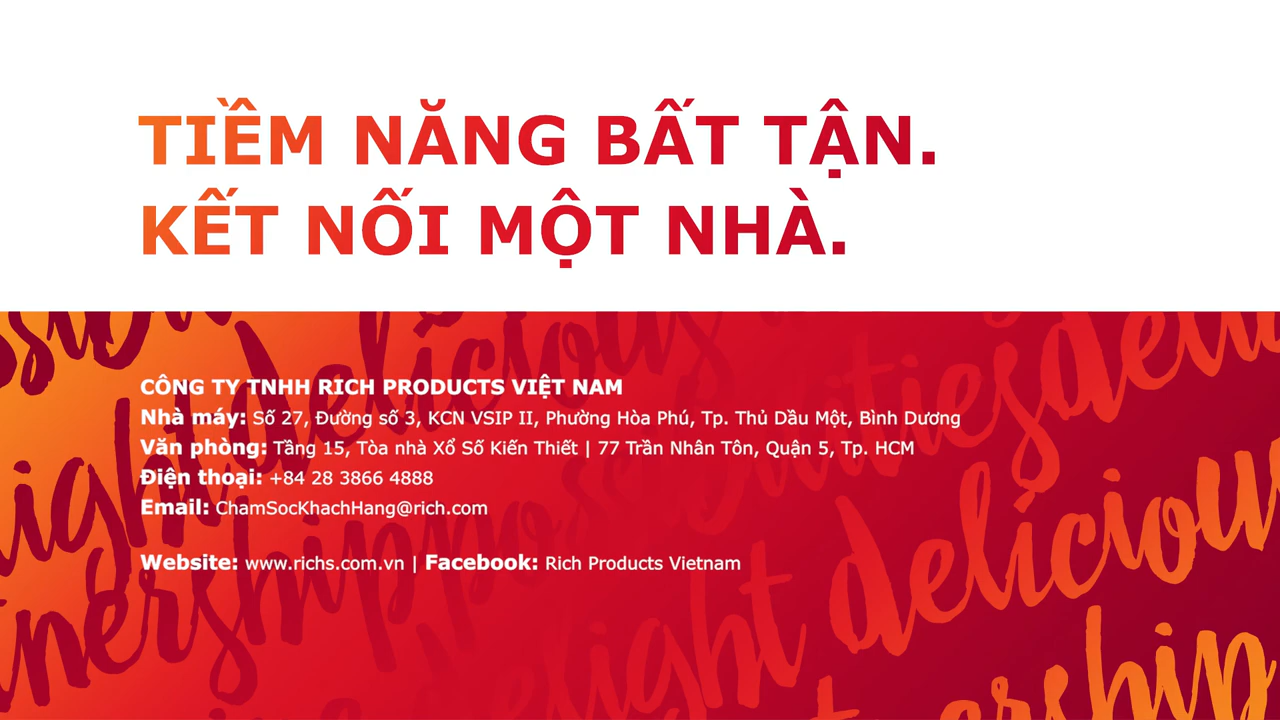 TIỀM NĂNG BẤT TẬN.
KẾT NỐI MỘT NHÀ.
CÔNG TY TNHH RICH PRODUCTS VIỆT NAM
Nhà máy: Số 27, Đường số 3, KCN VSIP II, Phường Hòa Phú, Tp. Thủ Dầu Một, Bình Dương
Văn phòng: Tầng 15, Tòa nhà Xổ Số Kiến Thiết | 77 Trần Nhân Tôn, Quận 5, Tp. HCM
Điện thoại: +84 28 3866 4888
Email: ChamSocKhachHang@rich.com
Website: www.richs.com.vn | Facebook: Rich Products Vietnam
delicious
delight delicious